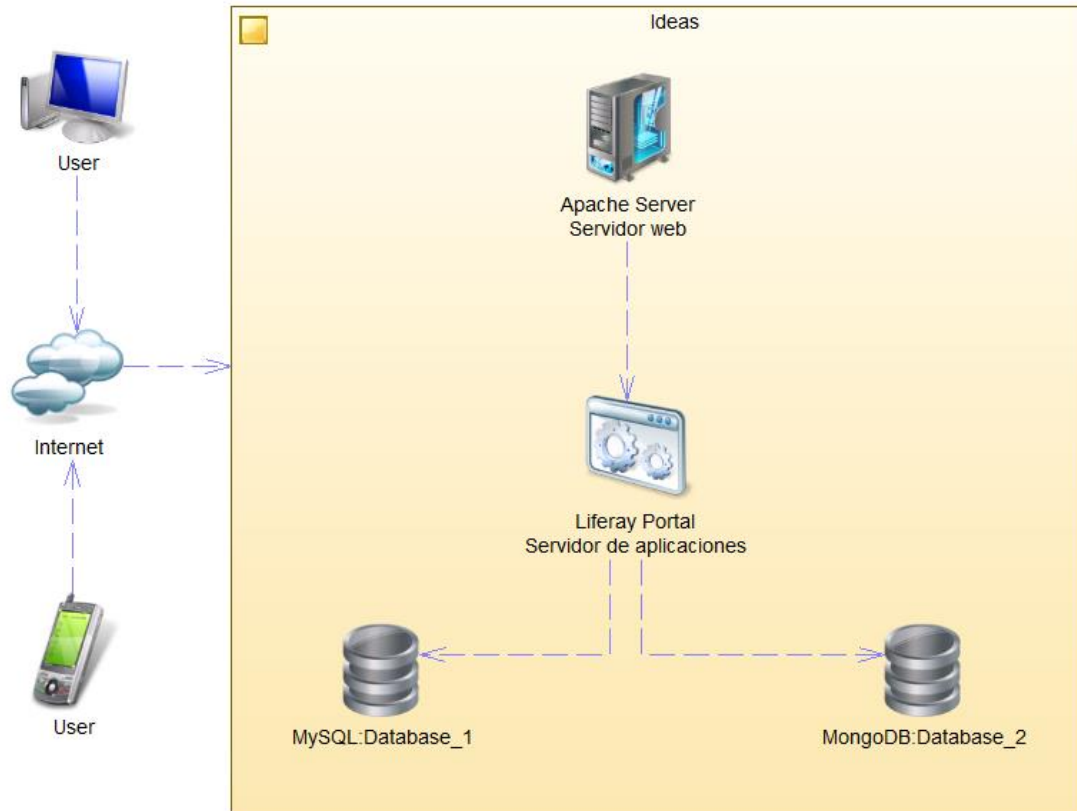 Ideas
User
Apache Server
Servidor web
Internet
Liferay Portal
Servidor de aplicaciones
User
MySQL:Database_1
MongoDB:Database_2